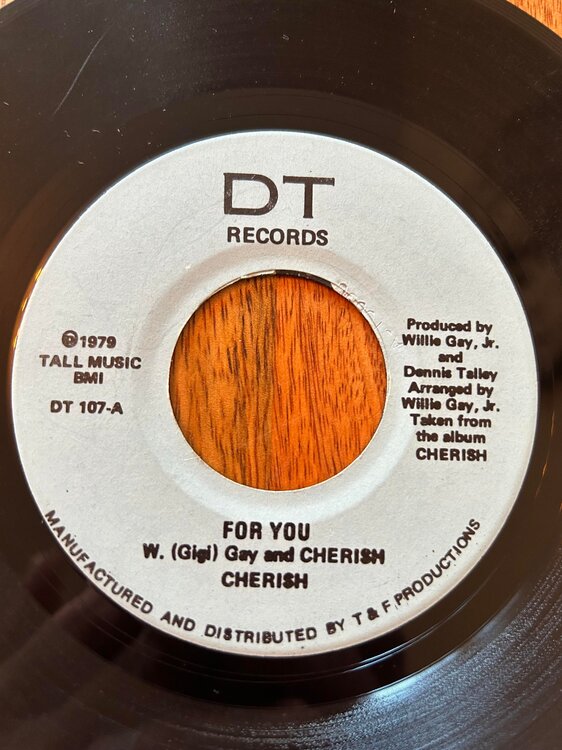 DT
RECORDS
℗1979
TALL MUSIC
BMI
DT 107-A
Produced by
Willie Gay, Jr.
and
Dennis Talley
Arranged by
Willie Gay, Jr.
Taken from
the album
CHERISH
FOR YOU
W. (Gigi) Gay and CHERISH
CHERISH
MANUFACTURED AND DISTRIBUTED BY T & F PRODUCTIONS